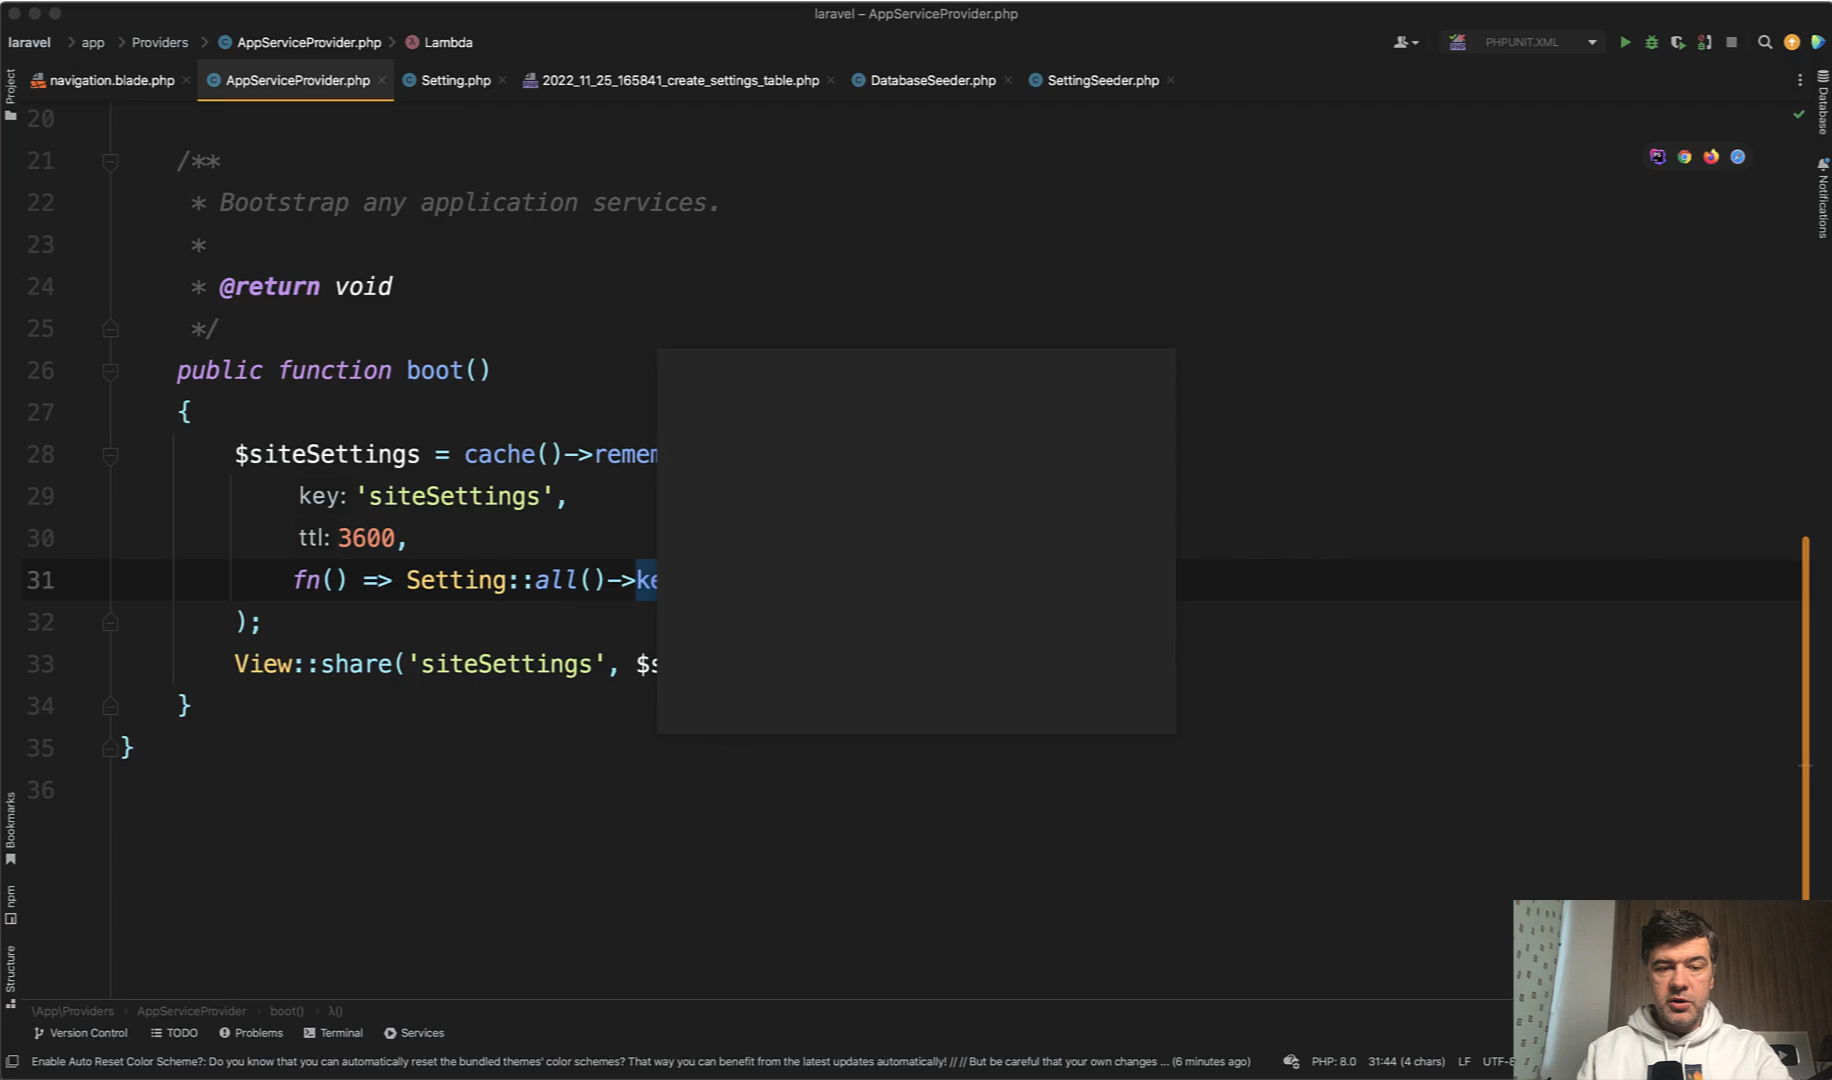 laravel – AppServiceProvider.php
laravel app Providers AppServiceProvider.php Lambda
PHPUNIT.XML
navigation.blade.php AppServiceProvider.php Setting.php 2022_11_25_165841_create_settings_table.php DatabaseSeeder.php SettingSeeder.php
Project
Database
Notifications
20
21 /**
22 * Bootstrap any application services.
23 *
24 * @return void
25 */
26 public function boot()
27 {
28 $siteSettings = cache()->remem
29 key: 'siteSettings',
30 ttl: 3600,
31 fn() => Setting::all()->ke
32 );
33 View::share('siteSettings', $s
34 }
35 }
36
Bookmarks
npm
Structure
\App\Providers AppServiceProvider boot() λ()
Version Control TODO Problems Terminal Services
Enable Auto Reset Color Scheme?: Do you know that you can automatically reset the bundled themes' color schemes? That way you can benefit from the latest updates automatically! // // But be careful that your own changes ... (6 minutes ago) PHP: 8.0 31:44 (4 chars) LF UTF-8